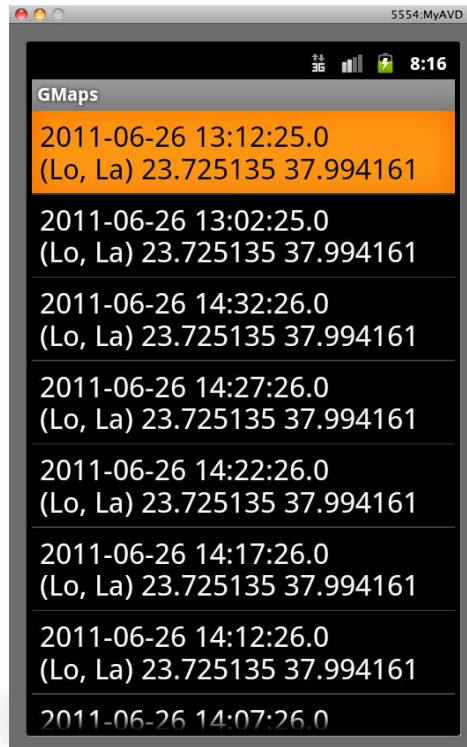 5554:MyAVD
3G 8:16
GMaps
2011-06-26 13:12:25.0
(Lo, La) 23.725135 37.994161
2011-06-26 13:02:25.0
(Lo, La) 23.725135 37.994161
2011-06-26 14:32:26.0
(Lo, La) 23.725135 37.994161
2011-06-26 14:27:26.0
(Lo, La) 23.725135 37.994161
2011-06-26 14:22:26.0
(Lo, La) 23.725135 37.994161
2011-06-26 14:17:26.0
(Lo, La) 23.725135 37.994161
2011-06-26 14:12:26.0
(Lo, La) 23.725135 37.994161
2011-06-26 14:07:26.0